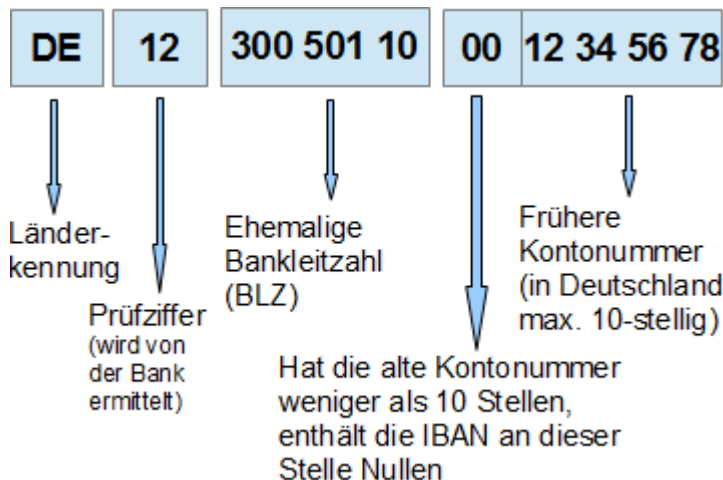 DE 12 300 501 10 00 12 34 56 78
Länder-
kennung
Prüfziffer
(wird von
der Bank
ermittelt)
Ehemalige
Bankleitzahl
(BLZ)
Hat die alte Kontonummer
weniger als 10 Stellen,
enthält die IBAN an dieser
Stelle Nullen
Frühere
Kontonummer
(in Deutschland
max. 10-stellig)